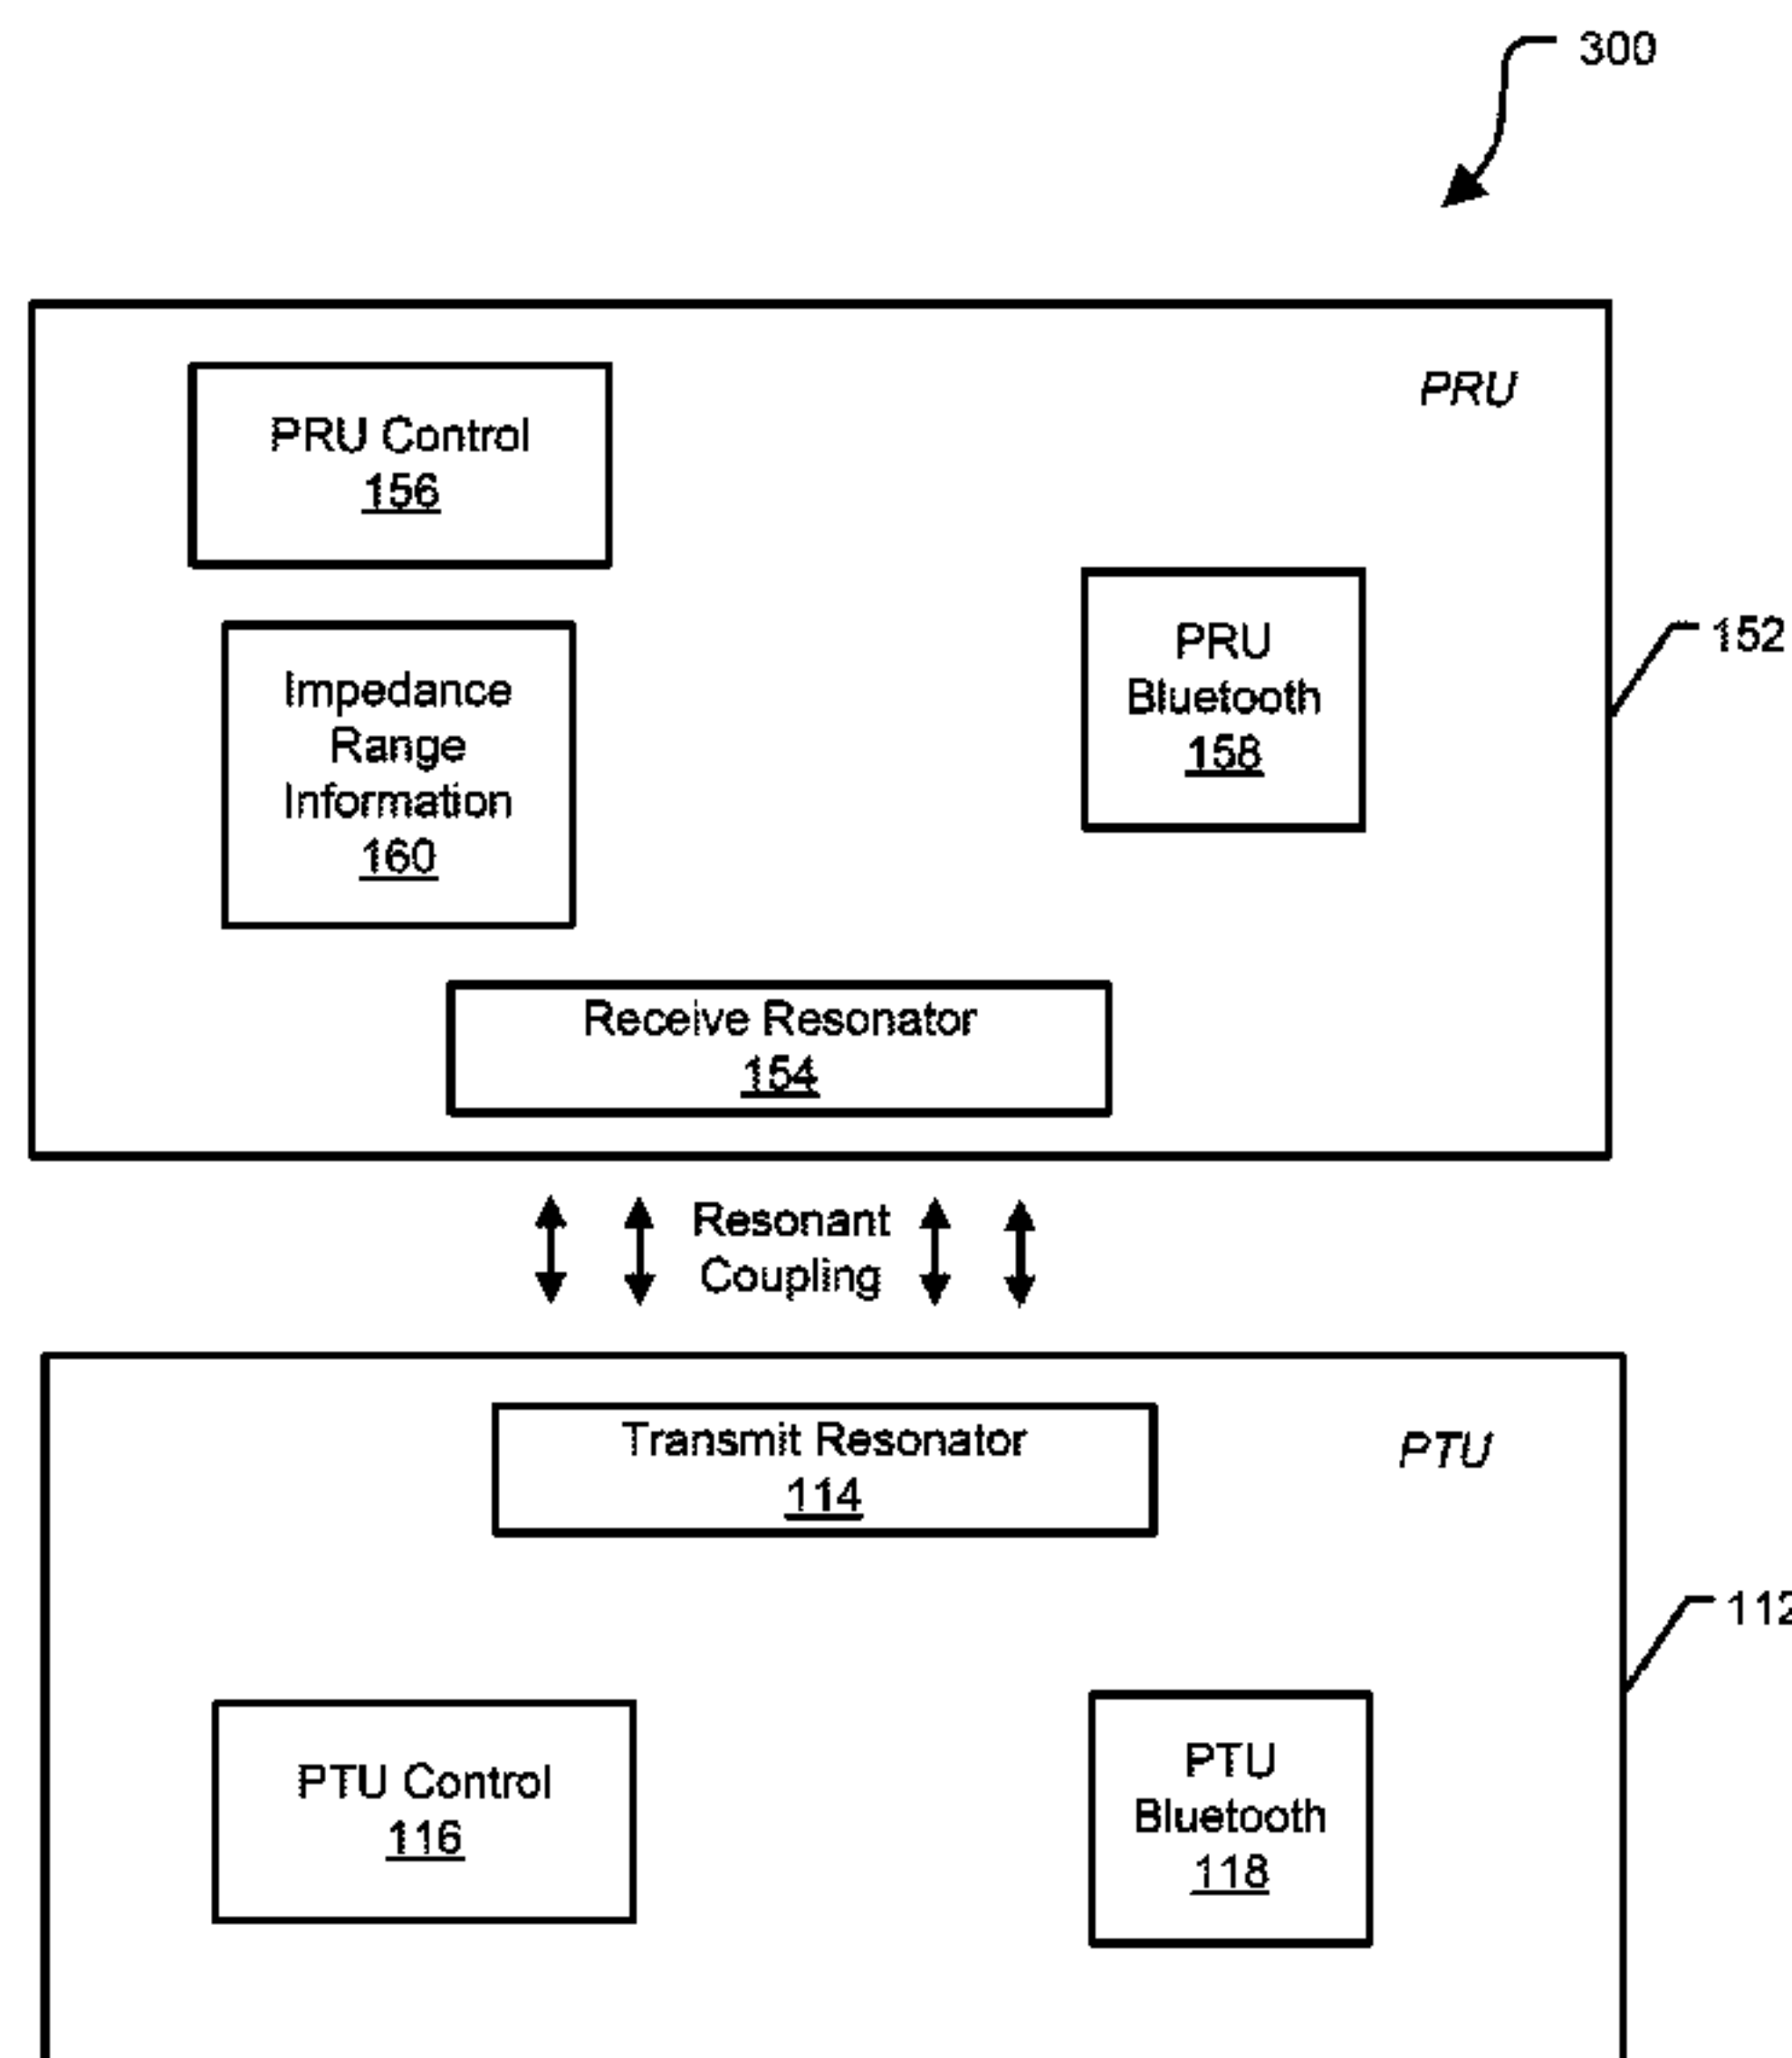 300
PRU
PRU Control
156
Impedance
Range
Information
160
PRU
Bluetooth
158
152
Receive Resonator
154
Resonant
Coupling
Transmit Resonator
114
PTU
112
PTU Control
116
PTU
Bluetooth
118